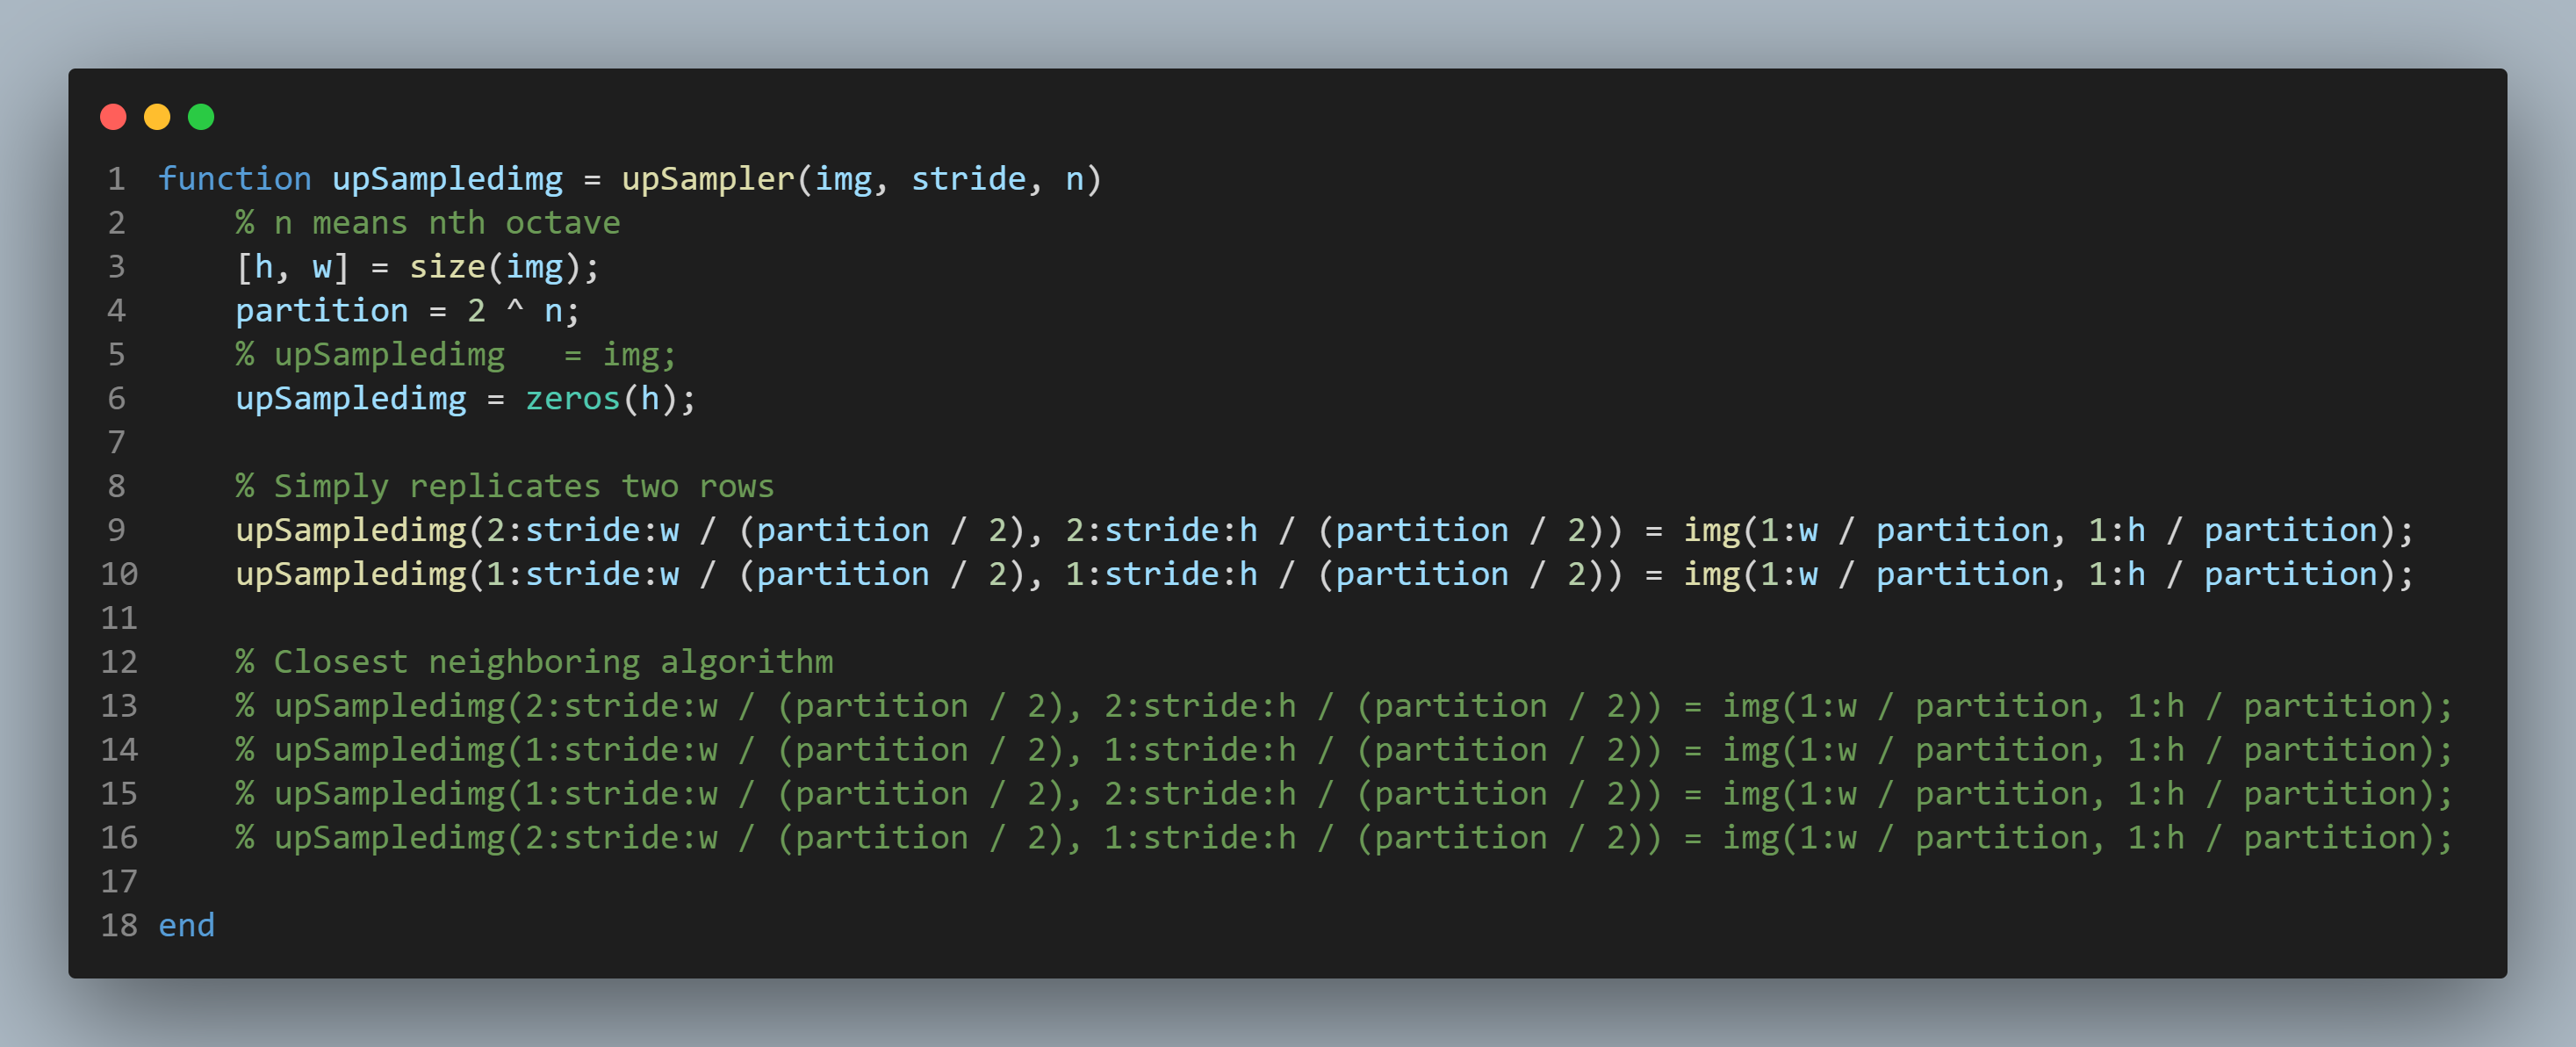 1 function upSampledimg = upSampler(img, stride, n)
2     % n means nth octave
3     [h, w] = size(img);
4     partition = 2 ^ n;
5     % upSampledimg   = img;
6     upSampledimg = zeros(h);
7
8     % Simply replicates two rows
9     upSampledimg(2:stride:w / (partition / 2), 2:stride:h / (partition / 2)) = img(1:w / partition, 1:h / partition);
10     upSampledimg(1:stride:w / (partition / 2), 1:stride:h / (partition / 2)) = img(1:w / partition, 1:h / partition);
11
12     % Closest neighboring algorithm
13     % upSampledimg(2:stride:w / (partition / 2), 2:stride:h / (partition / 2)) = img(1:w / partition, 1:h / partition);
14     % upSampledimg(1:stride:w / (partition / 2), 1:stride:h / (partition / 2)) = img(1:w / partition, 1:h / partition);
15     % upSampledimg(1:stride:w / (partition / 2), 2:stride:h / (partition / 2)) = img(1:w / partition, 1:h / partition);
16     % upSampledimg(2:stride:w / (partition / 2), 1:stride:h / (partition / 2)) = img(1:w / partition, 1:h / partition);
17
18 end